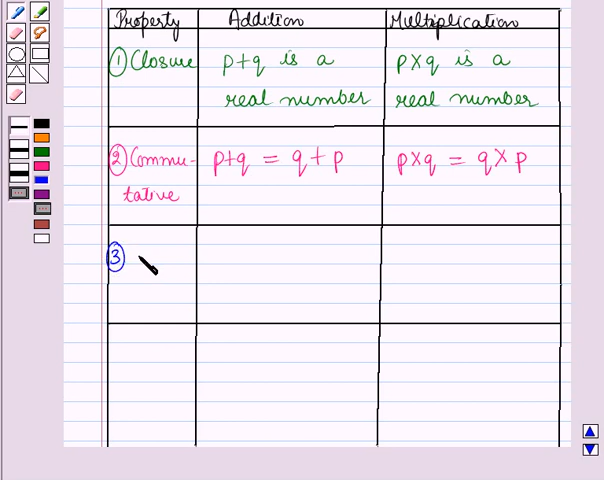 Property Addition Multiplication
① Closure p+q is a p×q is a
real number real number
② Commu- p+q = q+p p×q = q×p
tative
③